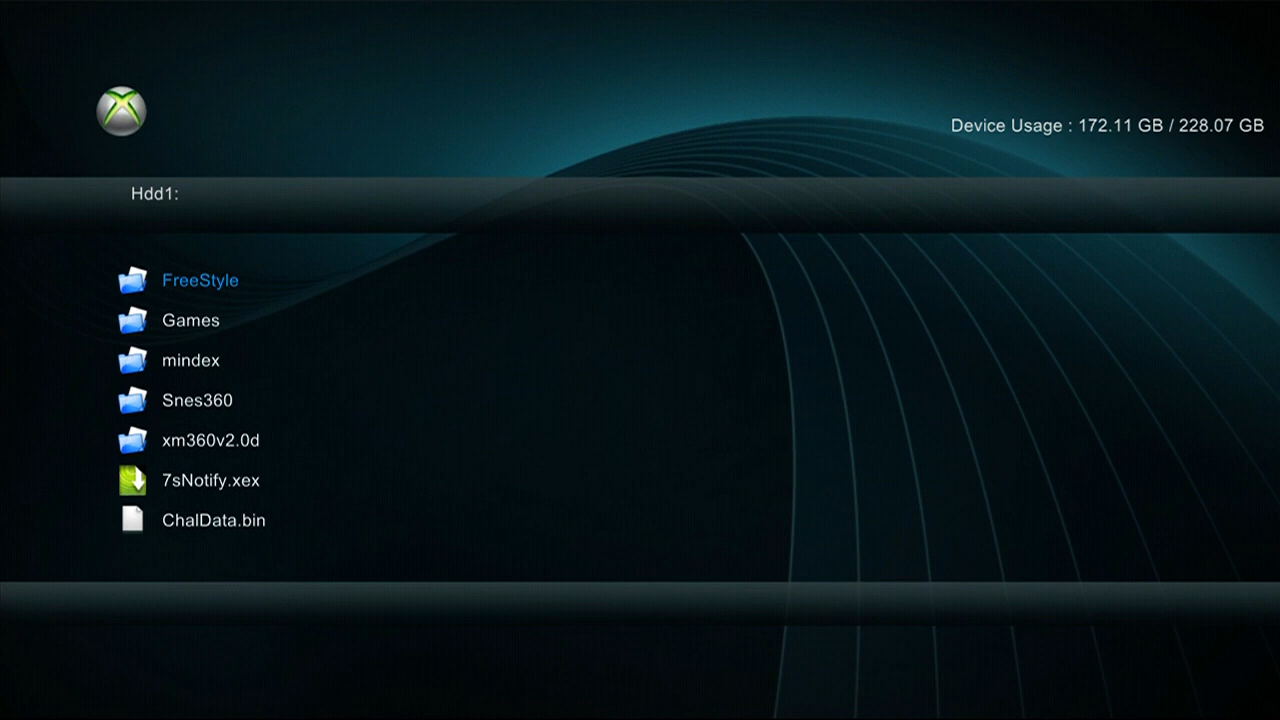 Device Usage : 172.11 GB / 228.07 GB
Hdd1:
FreeStyle
Games
mindex
Snes360
xm360v2.0d
7sNotify.xex
ChalData.bin